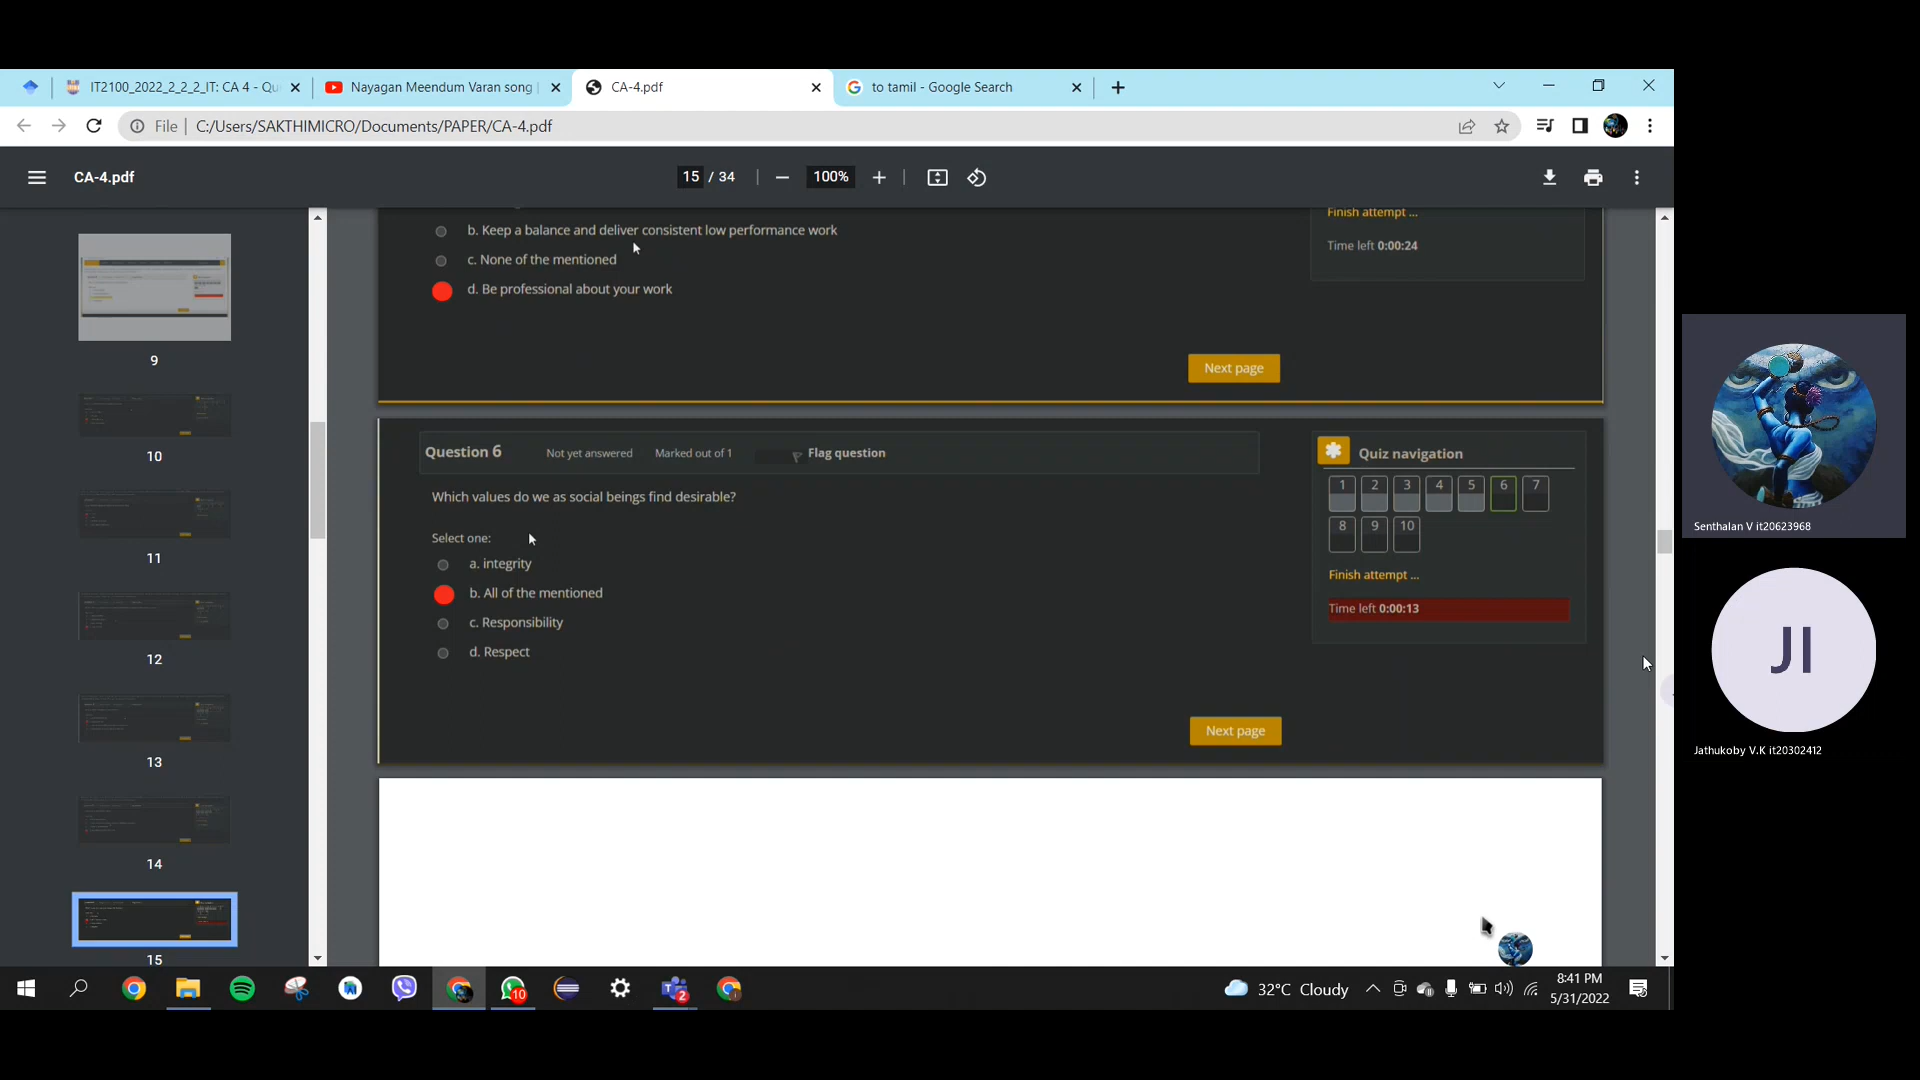 IT2100_2022_2_2_2_IT: CA 4 - Qu
Nayagan Meendum Varan song
CA-4.pdf
to tamil - Google Search
File
C:/Users/SAKTHIMICRO/Documents/PAPER/CA-4.pdf
CA-4.pdf
15 / 34
100%
9
10
11
12
13
14
15
b. Keep a balance and deliver consistent low performance work
c. None of the mentioned
d. Be professional about your work
Finish attempt ...
Time left 0:00:24
Next page
Question 6
Not yet answered
Marked out of 1
Flag question
Which values do we as social beings find desirable?
Select one:
a. integrity
b. All of the mentioned
c. Responsibility
d. Respect
Next page
Quiz navigation
1 2 3 4 5 6 7
8 9 10
Finish attempt ...
Time left 0:00:13
Senthalan V it20623968
JI
Jathukoby V.K it20302412
10
2
32°C Cloudy
8:41 PM
5/31/2022